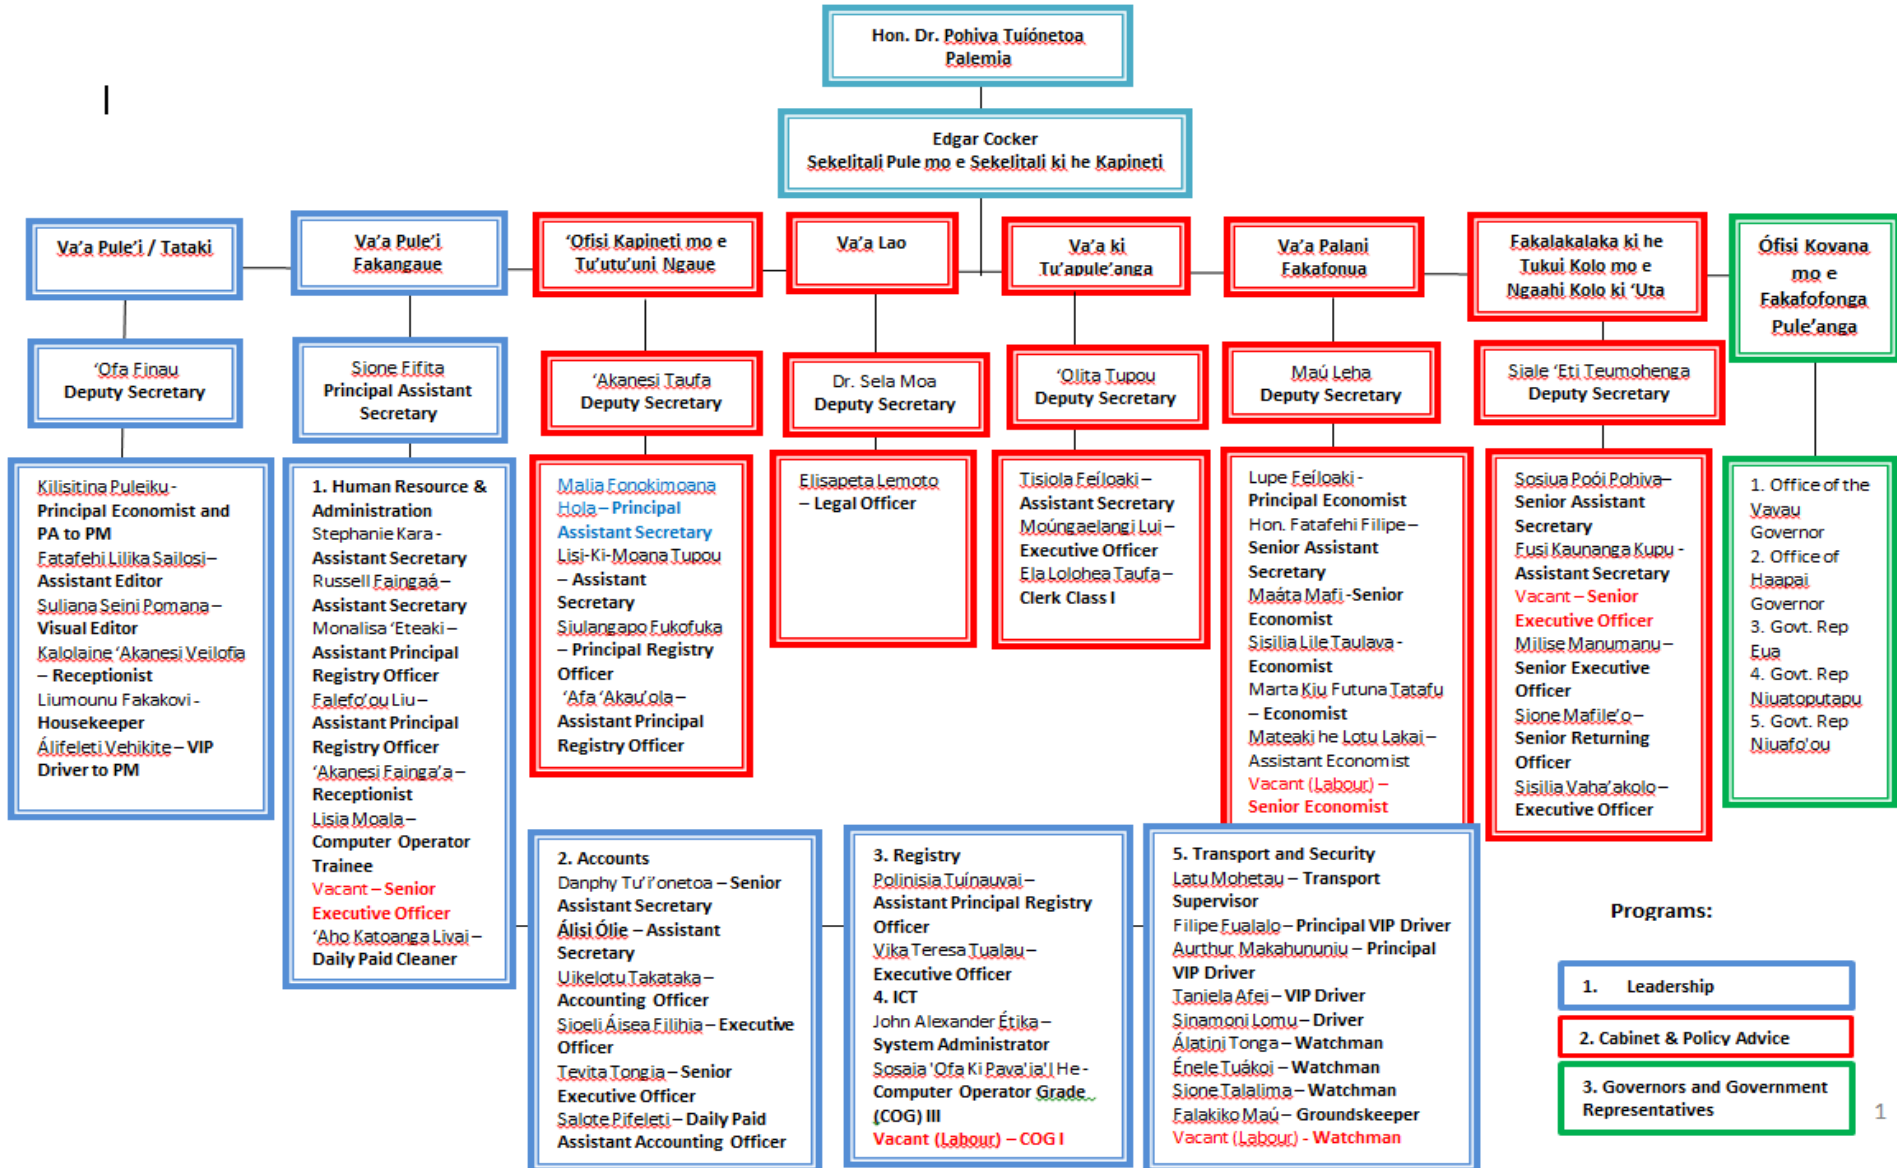 Hon. Dr. Pohiva Tuíónetoa
Palemia
Edgar Cocker
Sekelitali Pule mo e Sekelitali ki he Kapineti
Va'a Pule'i / Tataki
Va'a Pule'i
Fakangaue
'Ofisi Kapineti mo e
Tu'utu'uni Ngaue
Va'a Lao
Va'a ki
Tu'apule'anga
Va'a Palani
Fakafonua
Fakalakalaka ki he
Tukui Kolo mo e
Ngaahi Kolo ki 'Uta
Ófisi Kovana
mo e
Fakafofonga
Pule'anga
'Ofa Finau
Deputy Secretary
Sione Fifita
Principal Assistant
Secretary
'Akanesi Taufa
Deputy Secretary
Dr. Sela Moa
Deputy Secretary
'Olita Tupou
Deputy Secretary
Maú Leha
Deputy Secretary
Siale 'Eti Teumohenga
Deputy Secretary
Kilisitina Puleiku -
Principal Economist and
PA to PM
Fatafehi Lilika Sailosi–
Assistant Editor
Suliana Seini Pomana –
Visual Editor
Kalolaine 'Akanesi Veilofia
– Receptionist
Liumounu Fakakovi -
Housekeeper
Álifeleti Vehikite – VIP
Driver to PM
1. Human Resource &
Administration
Stephanie Kara -
Assistant Secretary
Russell Faingaá–
Assistant Secretary
Monalisa 'Eteaki –
Assistant Principal
Registry Officer
Falefo'ou Liu –
Assistant Principal
Registry Officer
'Akanesi Fainga'a –
Receptionist
Lisia Moala –
Computer Operator
Trainee
Vacant – Senior
Executive Officer
'Aho Katoanga Livai –
Daily Paid Cleaner
Malia Fonokimoana
Hola – Principal
Assistant Secretary
Lisi-Ki-Moana Tupou
– Assistant
Secretary
Siulangapo Fukofuka
– Principal Registry
Officer
'Afa 'Akau'ola –
Assistant Principal
Registry Officer
Elisapeta Lemoto
– Legal Officer
Tisiola Feíloaki -
Assistant Secretary
Moúngaelangi Lui –
Executive Officer
Ela Lolohea Taufa –
Clerk Class I
Lupe Feíloaki -
Principal Economist
Hon. Fatafehi Filipe –
Senior Assistant
Secretary
Maáta Mafi -Senior
Economist
Sisilia Lile Taulava -
Economist
Marta Kiu Futuna Tatafu
– Economist
Mateaki he Lotu Lakai –
Assistant Economist
Vacant (Labour) –
Senior Economist
Sosiua Poói Pohiva–
Senior Assistant
Secretary
Fusi Kaunanga Kupu -
Assistant Secretary
Vacant – Senior
Executive Officer
Milise Manumanu –
Senior Executive
Officer
Sione Mafile'o –
Senior Returning
Officer
Sisilia Vaha'akolo –
Executive Officer
1. Office of the
Vavau
Governor
2. Office of
Haapai
Governor
3. Govt. Rep
Eua
4. Govt. Rep
Niuatoputapu
5. Govt. Rep
Niuafo'ou
2. Accounts
Danphy Tu'i'onetoa – Senior
Assistant Secretary
Álisi Ólie – Assistant
Secretary
Uikelotu Takataka –
Accounting Officer
Sioeli Áisea Filihia – Executive
Officer
Tevita Tongia – Senior
Executive Officer
Salote Pifeleti – Daily Paid
Assistant Accounting Officer
3. Registry
Polinisia Tuínauvai –
Assistant Principal Registry
Officer
Vika Teresa Tualau –
Executive Officer
4. ICT
John Alexander Étika –
System Administrator
Sosaia 'Ofa Ki Pava'ia'I He -
Computer Operator Grade
(COG) III
Vacant (Labour) – COG I
5. Transport and Security
Latu Mohetau – Transport
Supervisor
Filipe Fualalo – Principal VIP Driver
Aurthur Makahununiu – Principal
VIP Driver
Taniela Afei – VIP Driver
Sinamoni Lomu – Driver
Álatini Tonga – Watchman
Énele Tuákoi – Watchman
Sione Talalima – Watchman
Falakiko Maú – Groundskeeper
Vacant (Labour) - Watchman
Programs:
1. Leadership
2. Cabinet & Policy Advice
3. Governors and Government
Representatives
1